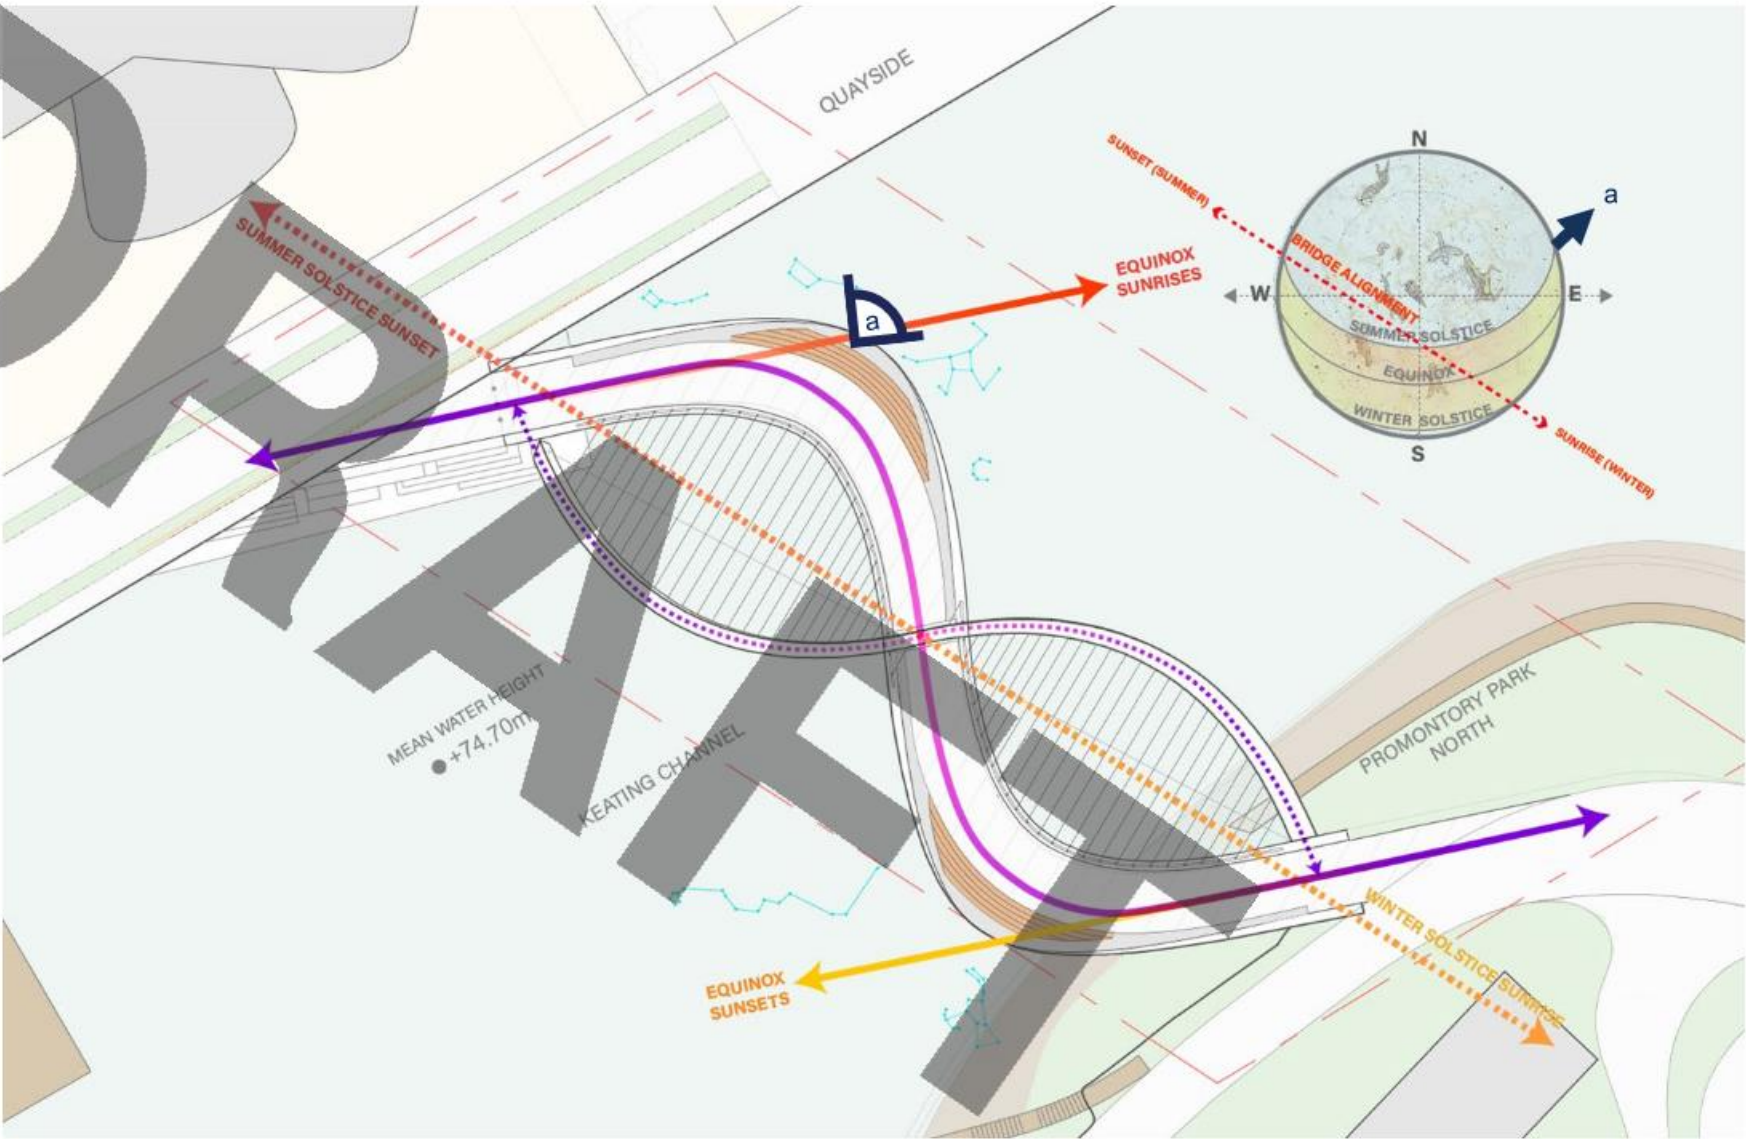 QUAYSIDE
DRAFT
N
SUNSET (SUMMER)
a
BRIDGE ALIGNMENT
W
E
SUMMER SOLSTICE
EQUINOX
WINTER SOLSTICE
S
SUNRISE (WINTER)
SUMMER SOLSTICE SUNSET
EQUINOX
SUNRISES
a
MEAN WATER HEIGHT
+74.70m
KEATING CHANNEL
PROMONTORY PARK
NORTH
WINTER SOLSTICE SUNRISE
EQUINOX
SUNSETS